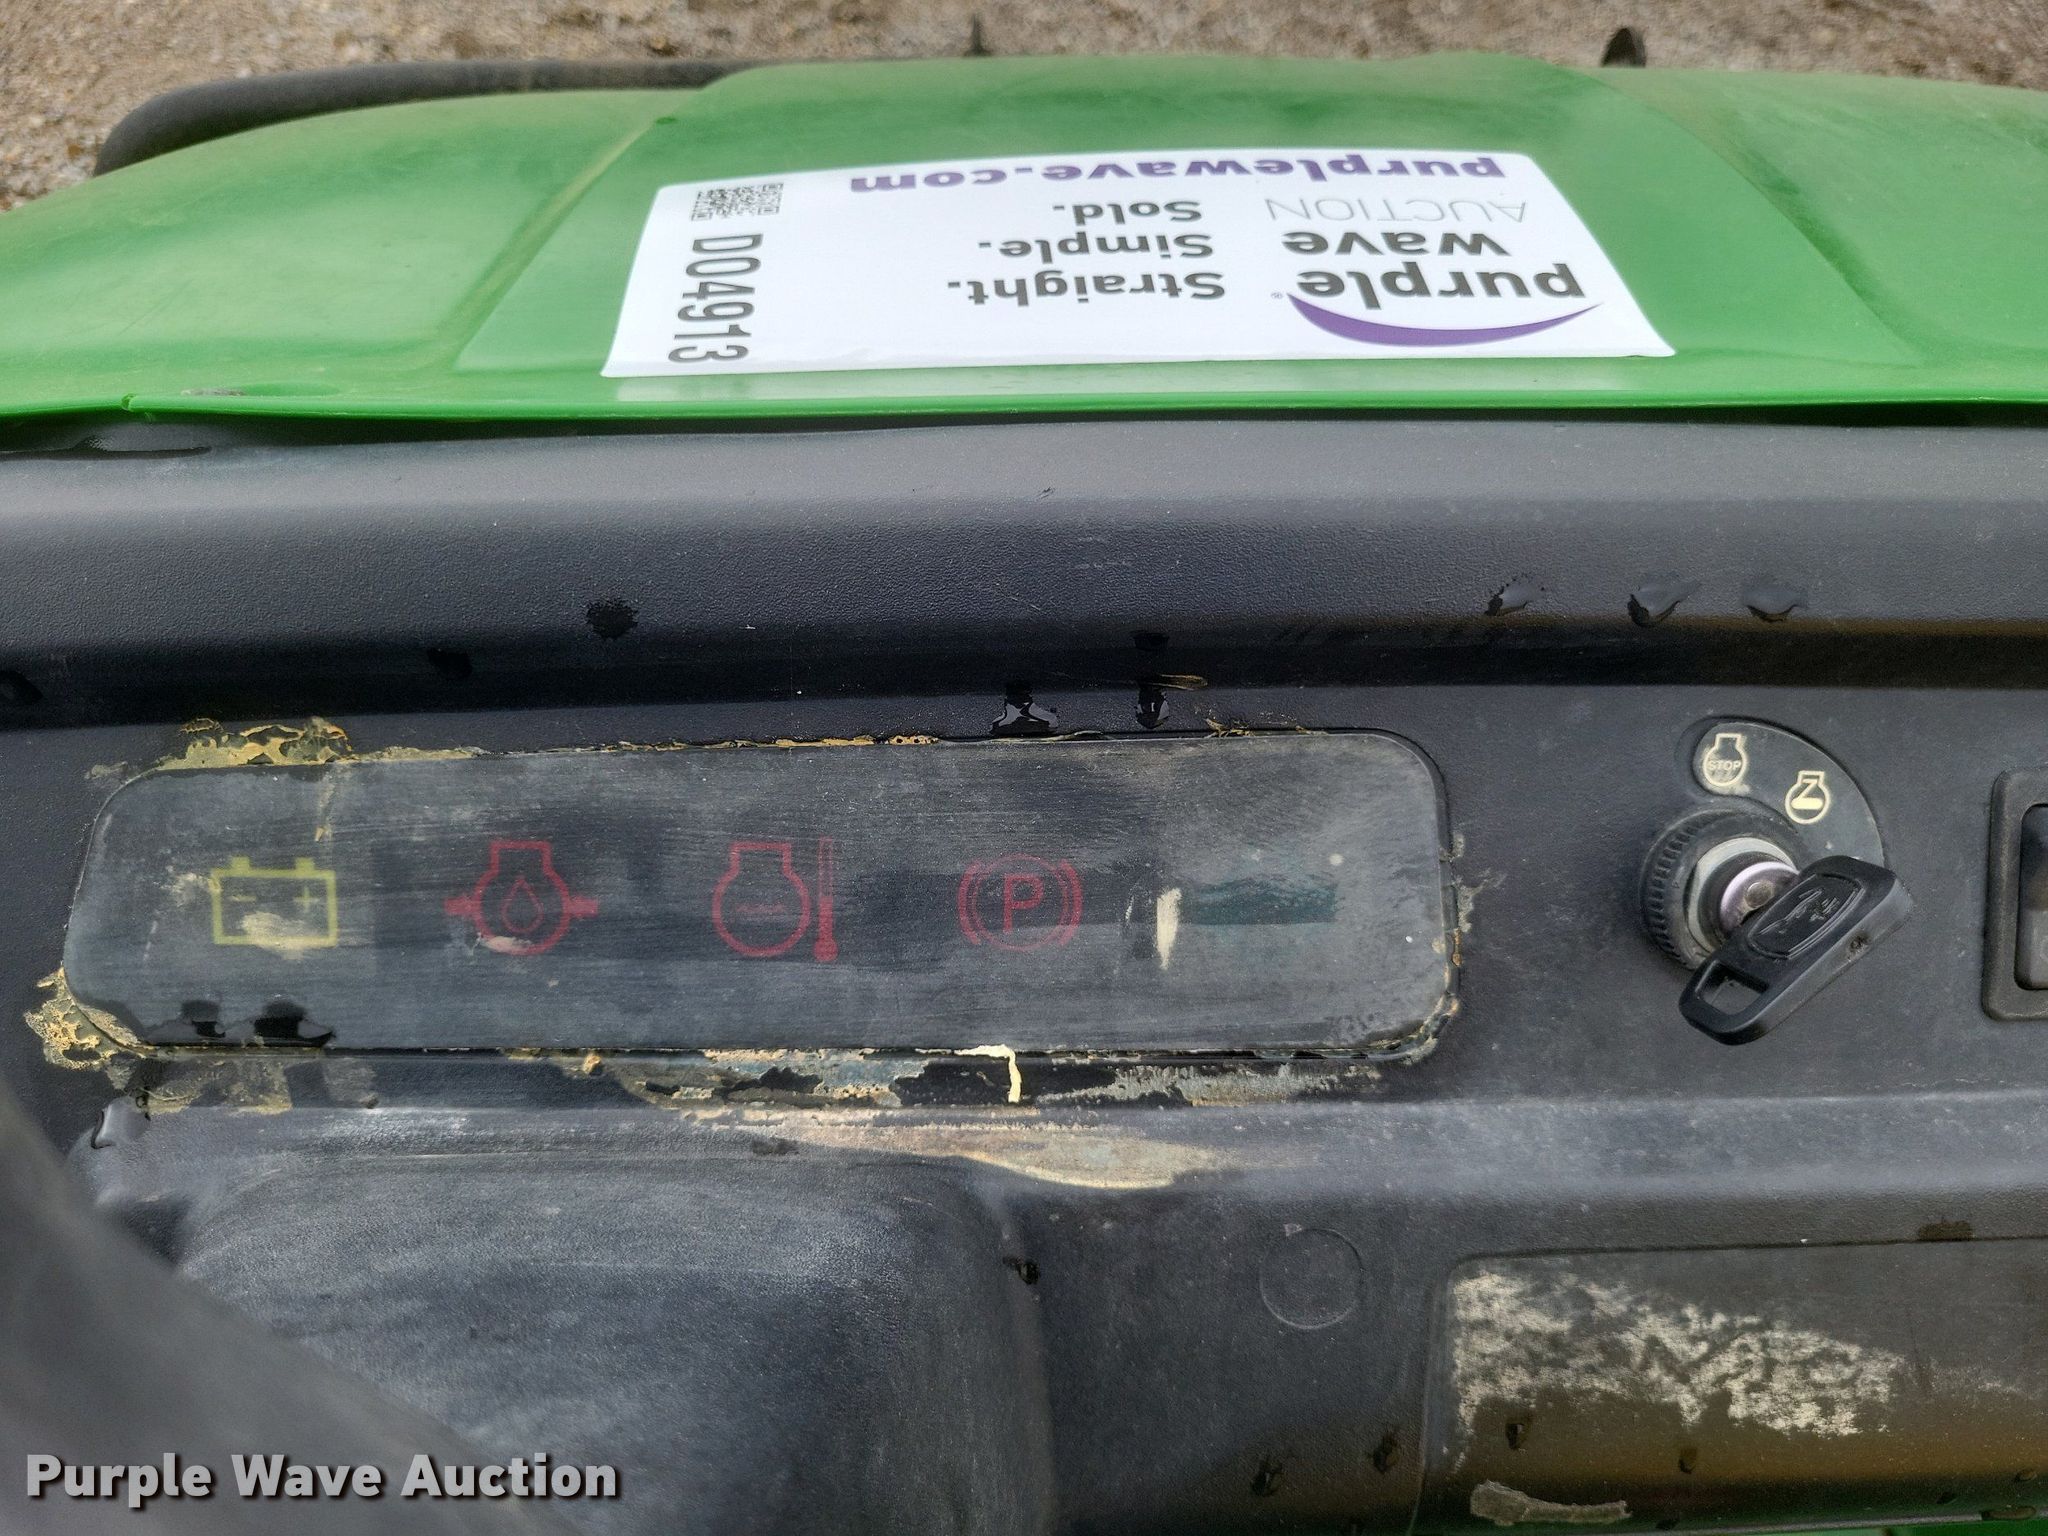 purple®
wave
AUCTION
purplewave.com
Straight.
Simple.
Sold.
DO4913
STOP
P
Purple Wave Auction